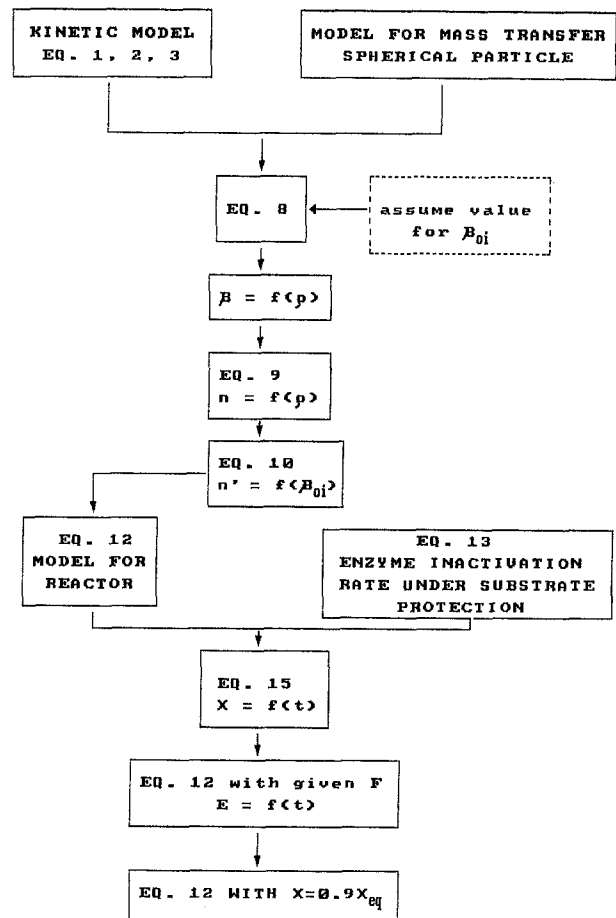 KINETIC MODEL
EQ. 1, 2, 3
MODEL FOR MASS TRANSFER
SPHERICAL PARTICLE
EQ. 8
assume value
for βoi
β = f(ρ)
EQ. 9
n = f(ρ)
EQ. 10
n' = f(βoi)
EQ. 12
MODEL FOR
REACTOR
EQ. 13
ENZYME INACTIVATION
RATE UNDER SUBSTRATE
PROTECTION
EQ. 15
X = f(t)
EQ. 12 with given F
E = f(t)
EQ. 12 WITH X=0.9Xeq